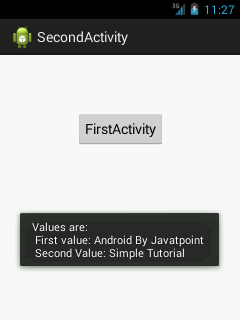 3G 11:27
SecondActivity
FirstActivity
Values are:
First value: Android By Javatpoint
Second Value: Simple Tutorial